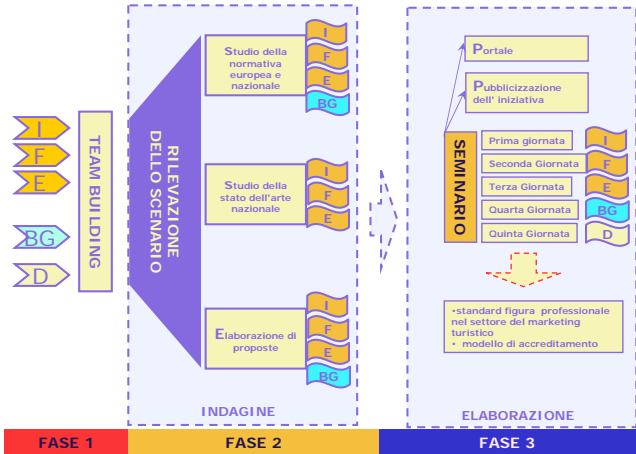 I
F
E
BG
D
TEAM BUILDING
RILEVAZIONE
DELLO SCENARIO
Studio della
normativa
europea e
nazionale
I
F
E
BG
Studio della
stato dell'arte
nazionale
I
F
E
Elaborazione di
proposte
I
F
E
BG
INDAGINE
Portale
Pubblicizzazione
dell' iniziativa
SEMINARIO
Prima giornata
I
Seconda Giornata
F
Terza Giornata
E
Quarta Giornata
BG
Quinta Giornata
D
•standard figura professionale
nel settore del marketing
turistico
• modello di accreditamento
ELABORAZIONE
FASE 1
FASE 2
FASE 3